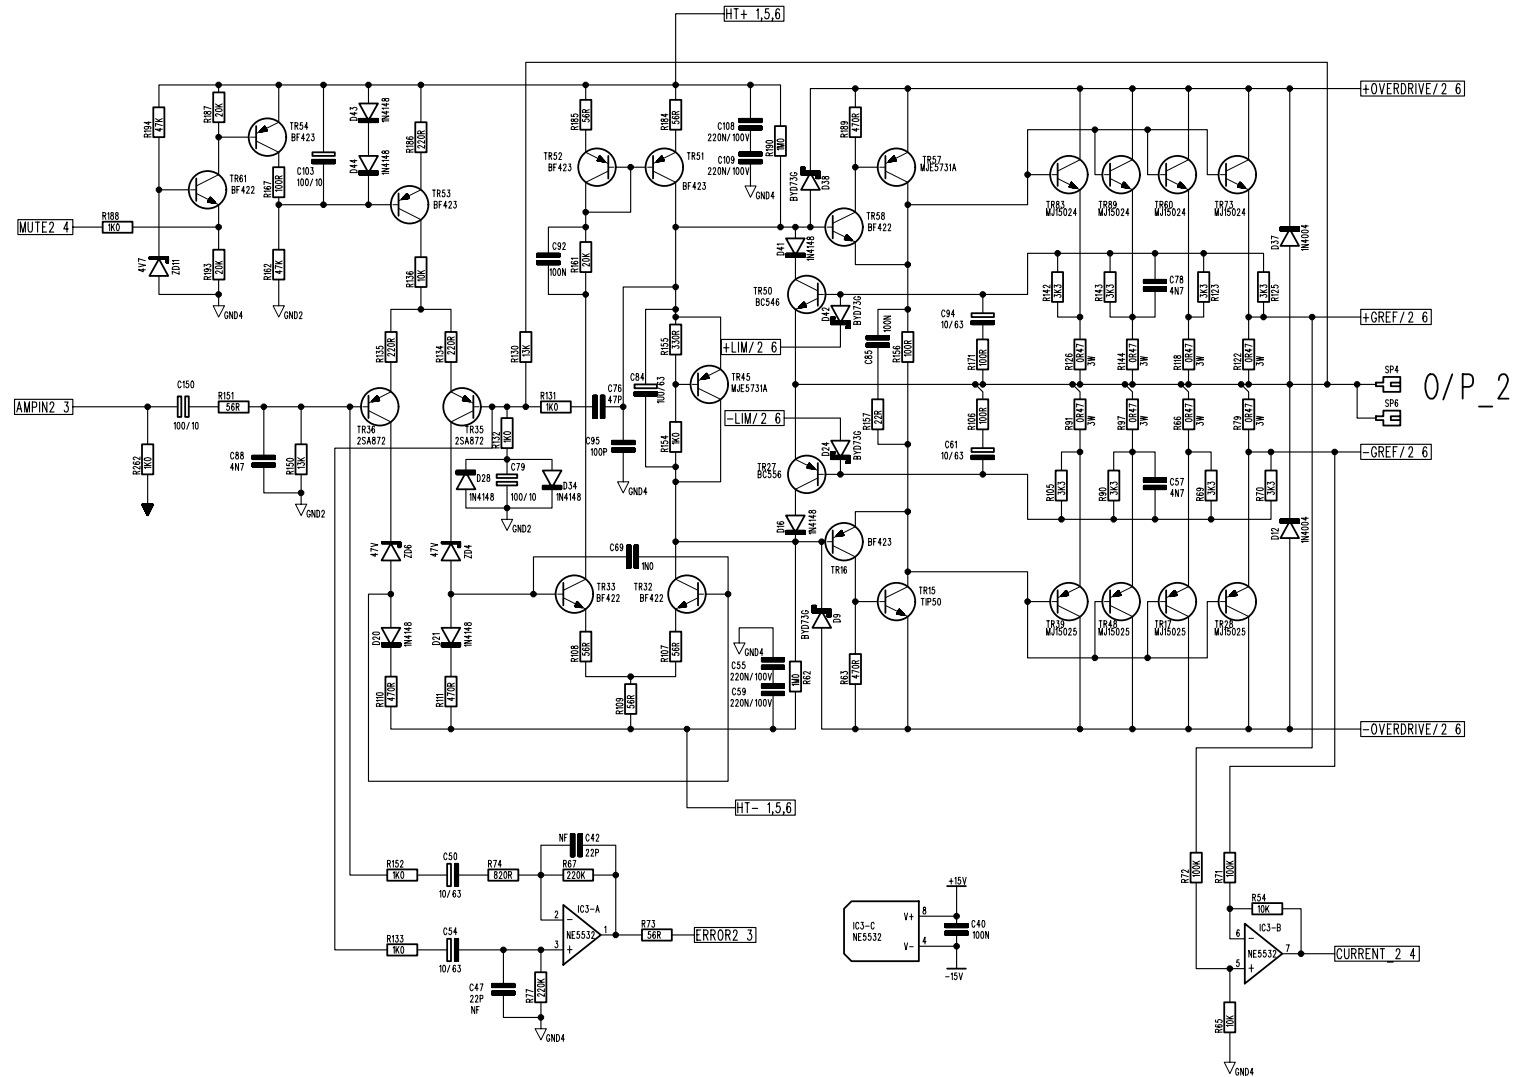 HT+ 1,5,6
R194
47K
R187
20K
TR54
BF423
TR61
BF422
R167
100R
C103
100/10
D43
1N4148
D44
1N4148
R186
220R
TR53
BF423
MUTE2 4
R188
1K0
4V7
ZD11
R193
20K
GND4
R162
47K
GND2
R136
10K
R135
220R
R134
220R
R185
56R
R184
56R
TR52
BF423
TR51
BF423
C108
220N/100V
C109
220N/100V
GND4
R190
1M0
C92
100N
R161
20K
R130
13K
BYD73G
D38
R189
470R
TR57
MJE5731A
TR58
BF422
D41
1N4148
TR50
BC546
D42
BYD73G
+LIM/2 6
C85
100N
R156
100R
C94
10/63
R171
100R
TR83
MJ15024
TR89
MJ15024
TR60
MJ15024
TR73
MJ15024
D37
1N4004
+OVERDRIVE/2 6
R142
3K3
R143
3K3
C78
4N7
R123
3K3
R125
3K3
+GREF/2 6
R126
0R47
3W
R144
0R47
3W
R118
0R47
3W
R122
0R47
3W
SP4
SP6
O/P_2
AMPIN2 3
C150
100/10
R151
56R
R262
1K0
C88
4N7
R150
13K
GND2
TR36
2SA872
TR35
2SA872
R132
1K0
R131
1K0
C76
47P
C95
100P
GND4
C84
100/63
R155
330R
TR45
MJE5731A
R154
1K0
D28
1N4148
C79
100/10
D34
1N4148
GND2
-LIM/2 6
D24
BYD73G
R157
22R
R106
100R
C61
10/63
TR27
BC556
D16
1N4148
R91
0R47
3W
R97
0R47
3W
R66
0R47
3W
R79
0R47
3W
-GREF/2 6
R105
3K3
R90
3K3
C57
4N7
R69
3K3
R70
3K3
D12
1N4004
47V
ZD6
47V
ZD4
C69
1N0
TR33
BF422
TR32
BF422
BF423
TR16
TR15
TIP50
BYD73G
D9
TR39
MJ15025
TR48
MJ15025
TR17
MJ15025
TR28
MJ15025
D20
1N4148
D21
1N4148
R110
470R
R111
470R
R108
56R
R107
56R
R109
56R
GND4
C55
220N/100V
C59
220N/100V
1M0
R62
R63
470R
-OVERDRIVE/2 6
HT- 1,5,6
R152
1K0
C50
10/63
R74
820R
NF
C42
22P
R67
220K
IC3-A
2
3
1
NE5532
R73
56R
ERROR2 3
R133
1K0
C54
10/63
C47
22P
NF
R77
220K
GND4
IC3-C
NE5532
V+
V-
8
4
+15V
C40
100N
-15V
R72
100K
R71
100K
R54
10K
IC3-B
6
5
7
NE5532
R65
10K
GND4
CURRENT_2 4